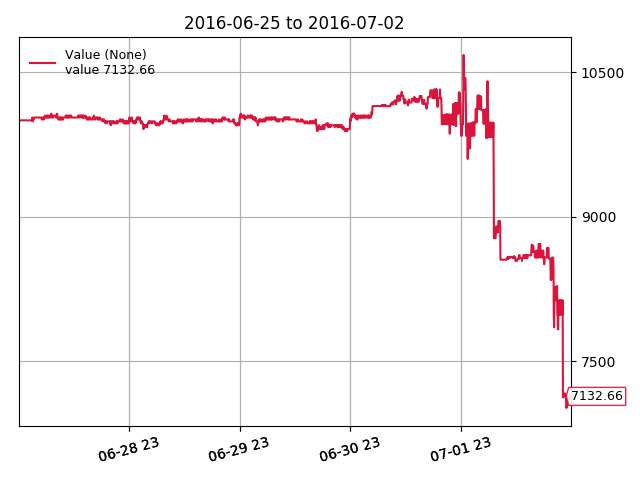 2016-06-25 to 2016-07-02
Value (None)
value 7132.66
10500
9000
7500
7132.66
06-28 23
06-29 23
06-30 23
07-01 23